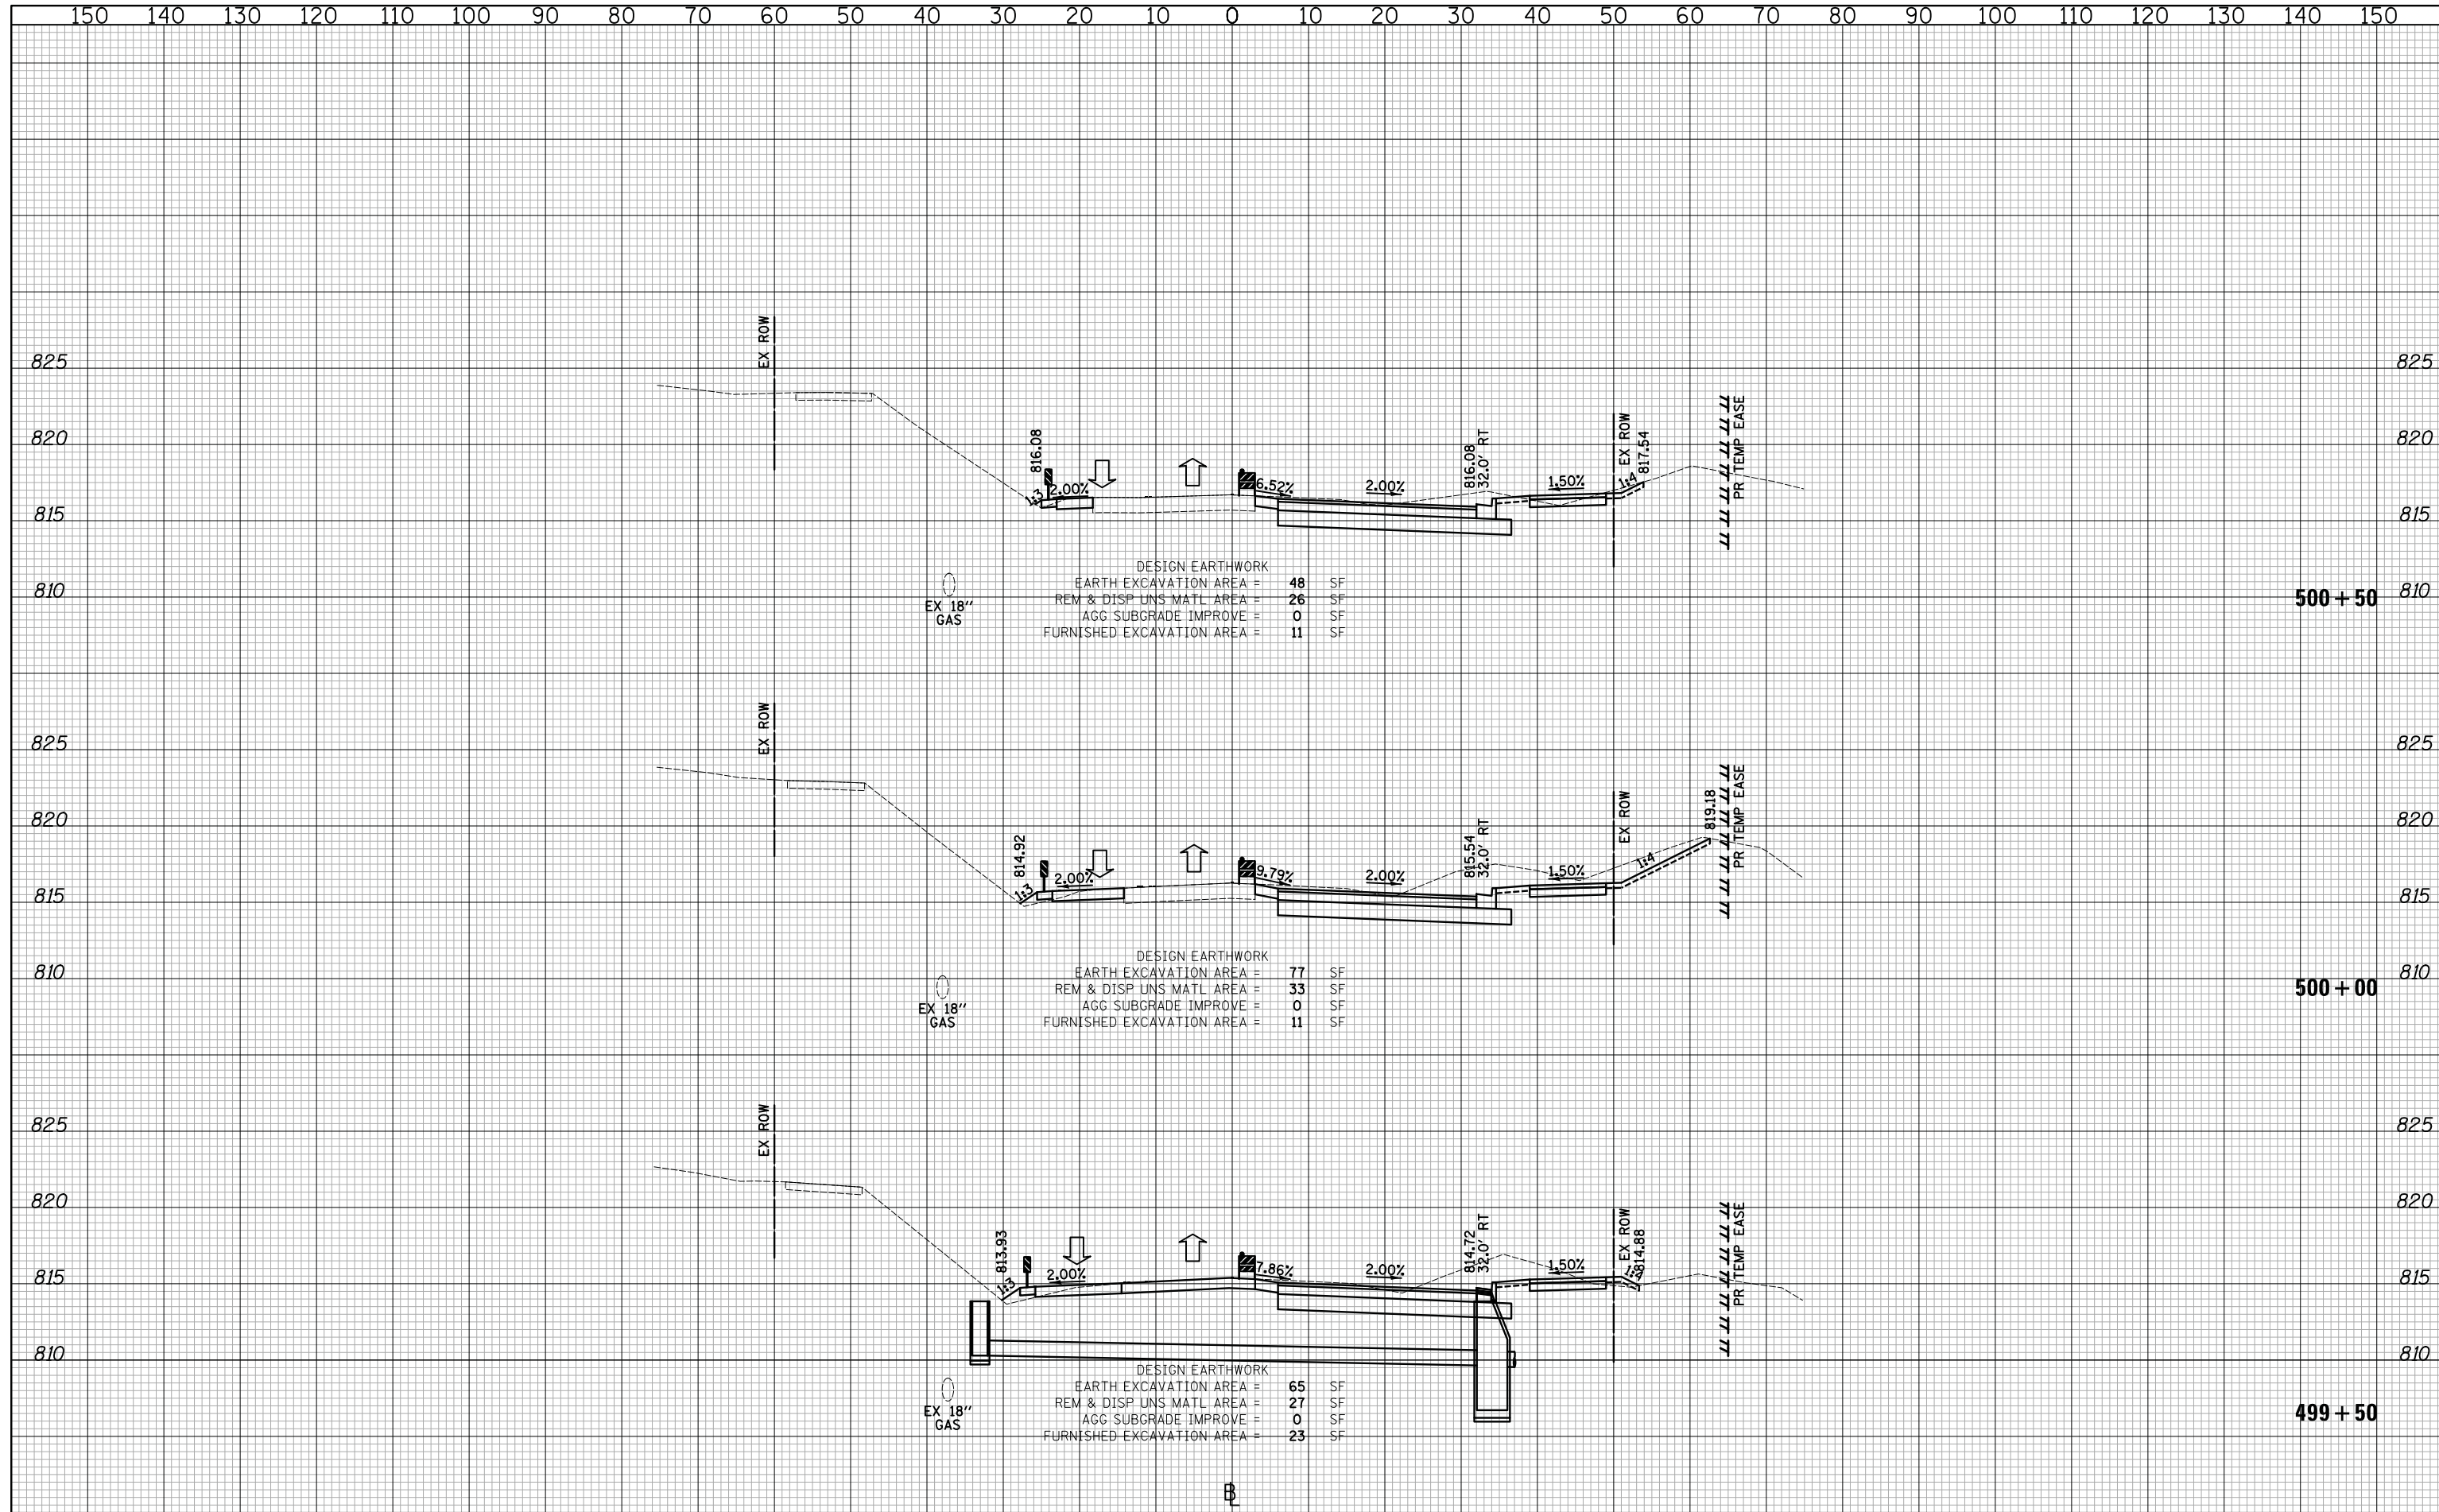 150 140 130 120 110 100 90 80 70 60 50 40 30 20 10 0 10 20 30 40 50 60 70 80 90 100 110 120 130 140 150
EX ROW
825 825
820 820
816.08
816.08
32.0' RT
EX ROW
817.54
PR TEMP EASE
1:3 2.00% 6.52% 2.00% 1.50% 1:4
815 815
DESIGN EARTHWORK
EARTH EXCAVATION AREA = 48 SF
REM & DISP UNS MATL AREA = 26 SF
AGG SUBGRADE IMPROVE = 0 SF
FURNISHED EXCAVATION AREA = 11 SF
810 500+50 810
EX 18"
GAS
EX ROW
825 825
820 820
814.92
815.54
32.0' RT
EX ROW
819.18
PR TEMP EASE
1:3 2.00% 9.79% 2.00% 1.50% 1:4
815 815
DESIGN EARTHWORK
EARTH EXCAVATION AREA = 77 SF
REM & DISP UNS MATL AREA = 33 SF
AGG SUBGRADE IMPROVE = 0 SF
FURNISHED EXCAVATION AREA = 11 SF
810 810
500+00
EX 18"
GAS
EX ROW
825 825
820 820
813.93
814.72
32.0' RT
EX ROW
814.88
PR TEMP EASE
1:3 2.00% 7.86% 2.00% 1.50%
815 815
810 810
DESIGN EARTHWORK
EARTH EXCAVATION AREA = 65 SF
REM & DISP UNS MATL AREA = 27 SF
AGG SUBGRADE IMPROVE = 0 SF
FURNISHED EXCAVATION AREA = 23 SF
499+50
EX 18"
GAS
BL